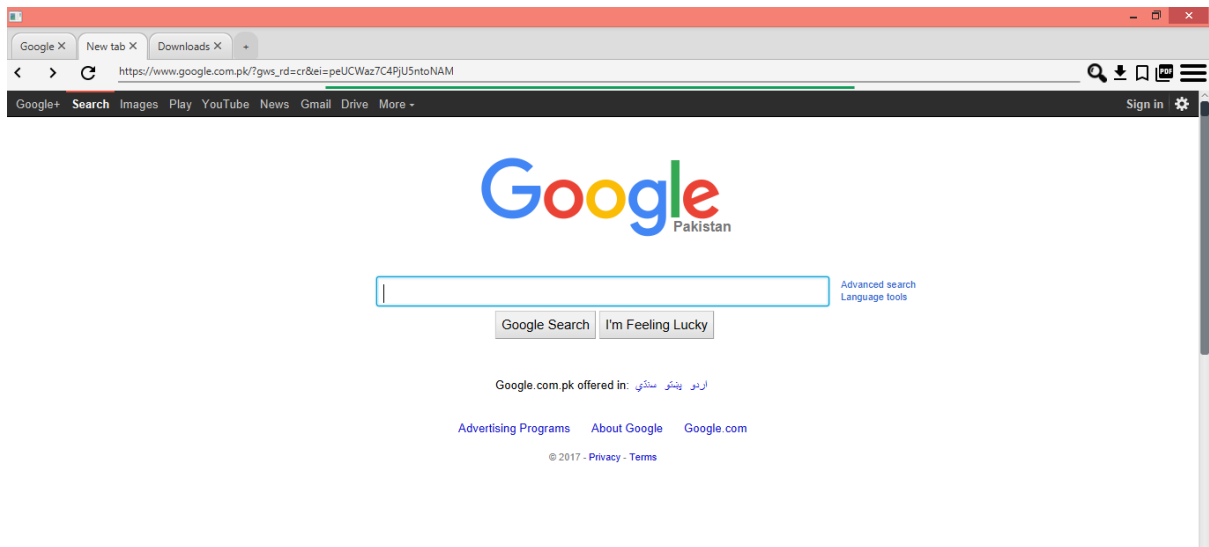 Google New tab Downloads +
https://www.google.com.pk/?gws_rd=cr&ei=peUCWaz7C4PjU5ntoNAM PDF
Google+ Search Images Play YouTube News Gmail Drive More Sign in
Google
Pakistan
Advanced search
Language tools
Google Search I'm Feeling Lucky
Google.com.pk offered in: اردو پښتو سنڌي
Advertising Programs About Google Google.com
© 2017 - Privacy - Terms